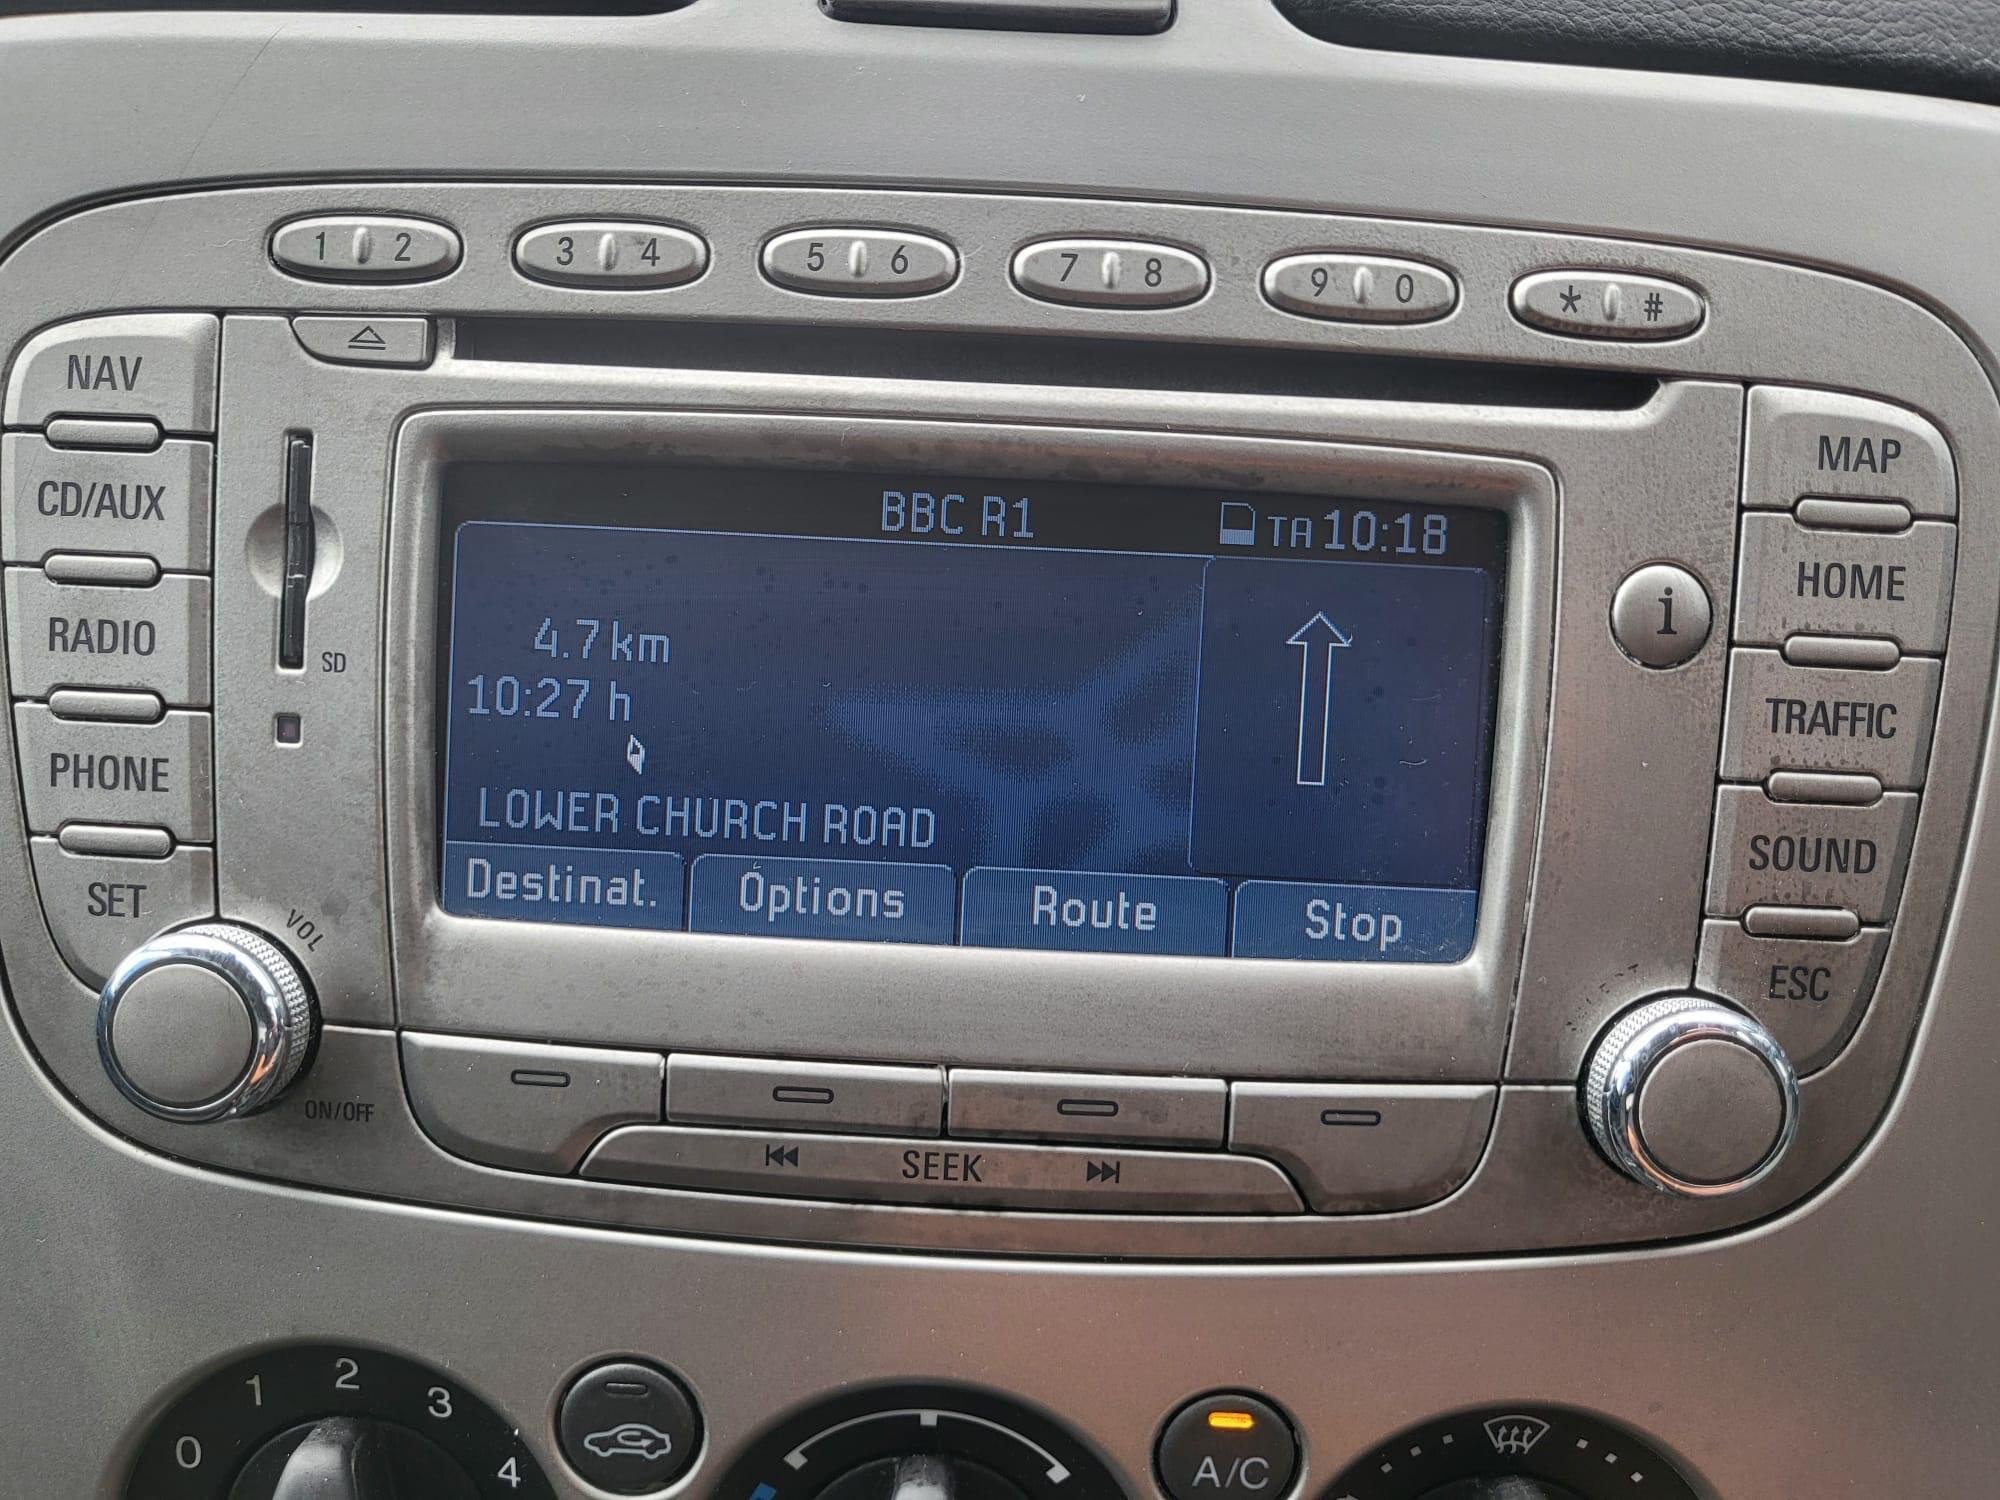 1 2
3 4
5 6
7 8
9 0
* #
NAV
CD/AUX
RADIO
PHONE
SET
SD
BBC R1
TA 10:18
4.7 km
10:27 h
LOWER CHURCH ROAD
Destinat.
Options
Route
Stop
i
MAP
HOME
TRAFFIC
SOUND
ESC
VOL
ON/OFF
SEEK
0 1 2 3 4
A/C